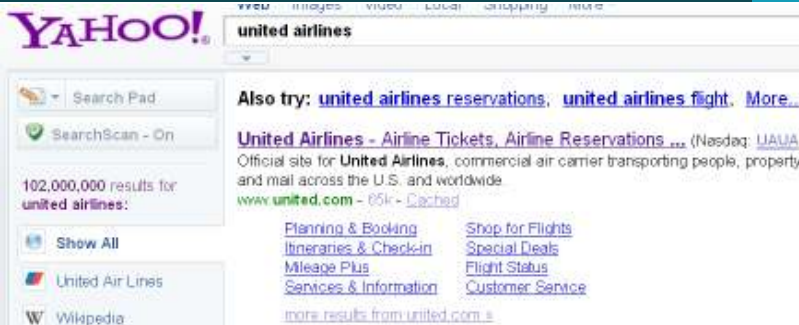 Web Images Video Local Shopping More
YAHOO!
united airlines
Search Pad
SearchScan - On
102,000,000 results for
united airlines:
Show All
United Air Lines
Wikipedia
Also try: united airlines reservations, united airlines flight, More...
United Airlines - Airline Tickets, Airline Reservations ... (Nasdaq: UAUA
Official site for United Airlines, commercial air carrier transporting people, property
and mail across the U.S. and worldwide.
www.united.com - 65k - Cached
Planning & Booking
Itineraries & Check-in
Mileage Plus
Services & Information
Shop for Flights
Special Deals
Flight Status
Customer Service
more results from united.com »